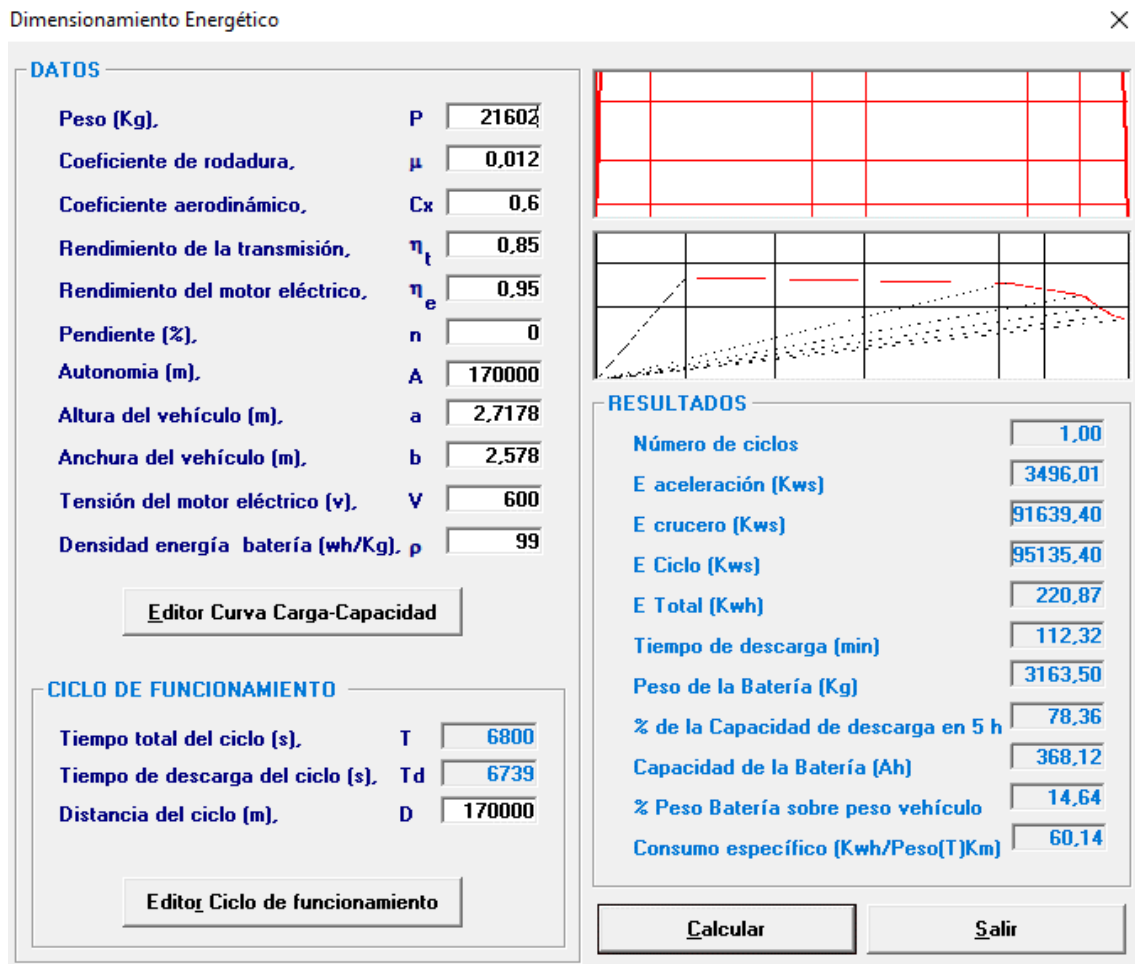 Dimensionamiento Energético
DATOS
Peso (Kg), P 21602
Coeficiente de rodadura, μ 0,012
Coeficiente aerodinámico, Cx 0,6
Rendimiento de la transmisión, ηt 0,85
Rendimiento del motor eléctrico, ηe 0,95
Pendiente (%), n 0
Autonomia (m), A 170000
Altura del vehículo (m), a 2,7178
Anchura del vehículo (m), b 2,578
Tensión del motor eléctrico (v), V 600
Densidad energía batería (wh/Kg), ρ 99
Editor Curva Carga-Capacidad
CICLO DE FUNCIONAMIENTO
Tiempo total del ciclo (s), T 6800
Tiempo de descarga del ciclo (s), Td 6739
Distancia del ciclo (m), D 170000
Editor Ciclo de funcionamiento
RESULTADOS
Número de ciclos 1,00
E aceleración (Kws) 3496,01
E crucero (Kws) 91639,40
E Ciclo (Kws) 95135,40
E Total (Kwh) 220,87
Tiempo de descarga (min) 112,32
Peso de la Batería (Kg) 3163,50
% de la Capacidad de descarga en 5 h 78,36
Capacidad de la Batería (Ah) 368,12
% Peso Batería sobre peso vehículo 14,64
Consumo específico (Kwh/Peso(T)Km) 60,14
Calcular
Salir